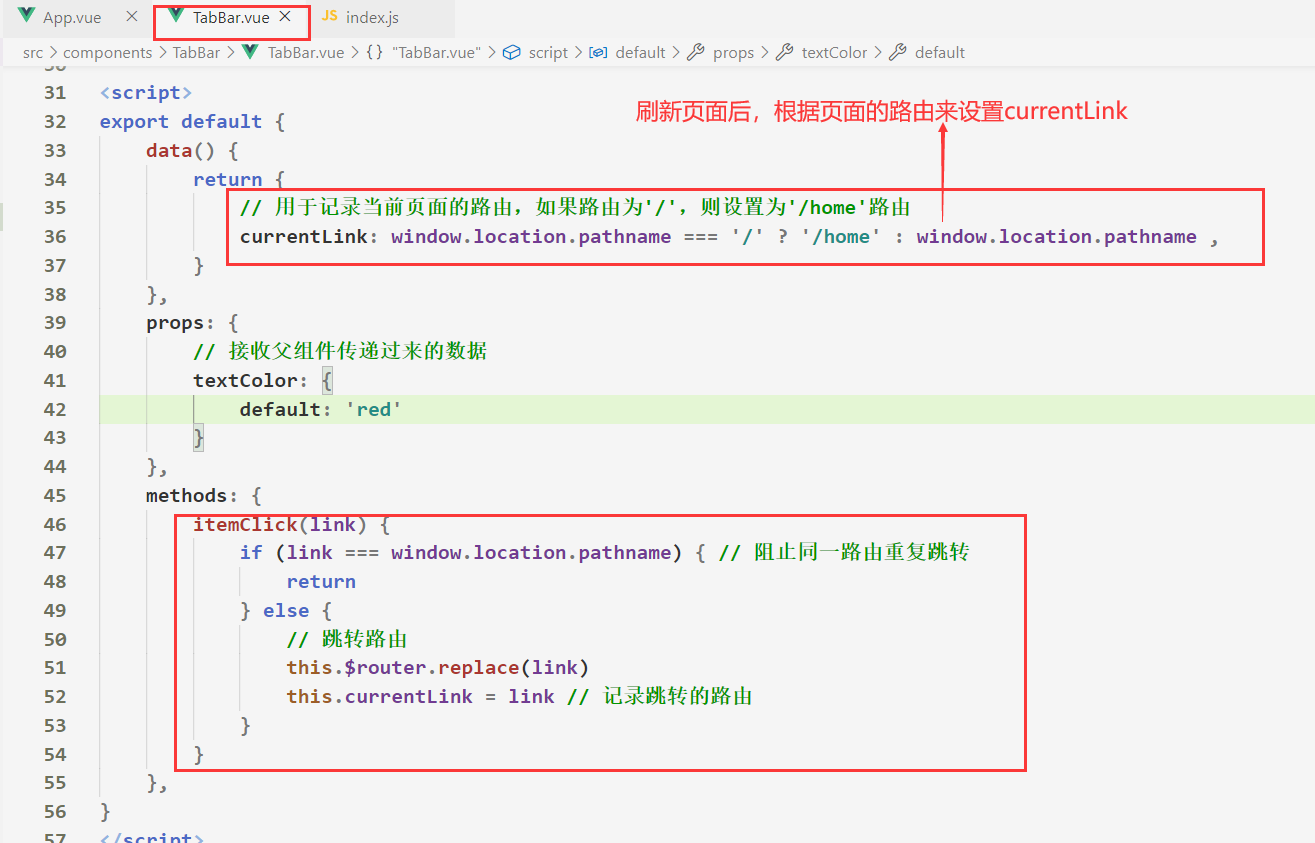 App.vue × TabBar.vue × JS index.js
src > components > TabBar > TabBar.vue > {} "TabBar.vue" > script > default > props > textColor > default
31 <script>
刷新页面后，根据页面的路由来设置currentLink
32 export default {
33 data() {
34 return {
35 // 用于记录当前页面的路由，如果路由为'/'，则设置为'/home'路由
36 currentLink: window.location.pathname === '/' ? '/home' : window.location.pathname ,
37 }
38 },
39 props: {
40 // 接收父组件传递过来的数据
41 textColor: {
42 default: 'red'
43 }
44 },
45 methods: {
46 itemClick(link) {
47 if (link === window.location.pathname) { // 阻止同一路由重复跳转
48 return
49 } else {
50 // 跳转路由
51 this.$router.replace(link)
52 this.currentLink = link // 记录跳转的路由
53 }
54 }
55 },
56 }
57 </script>